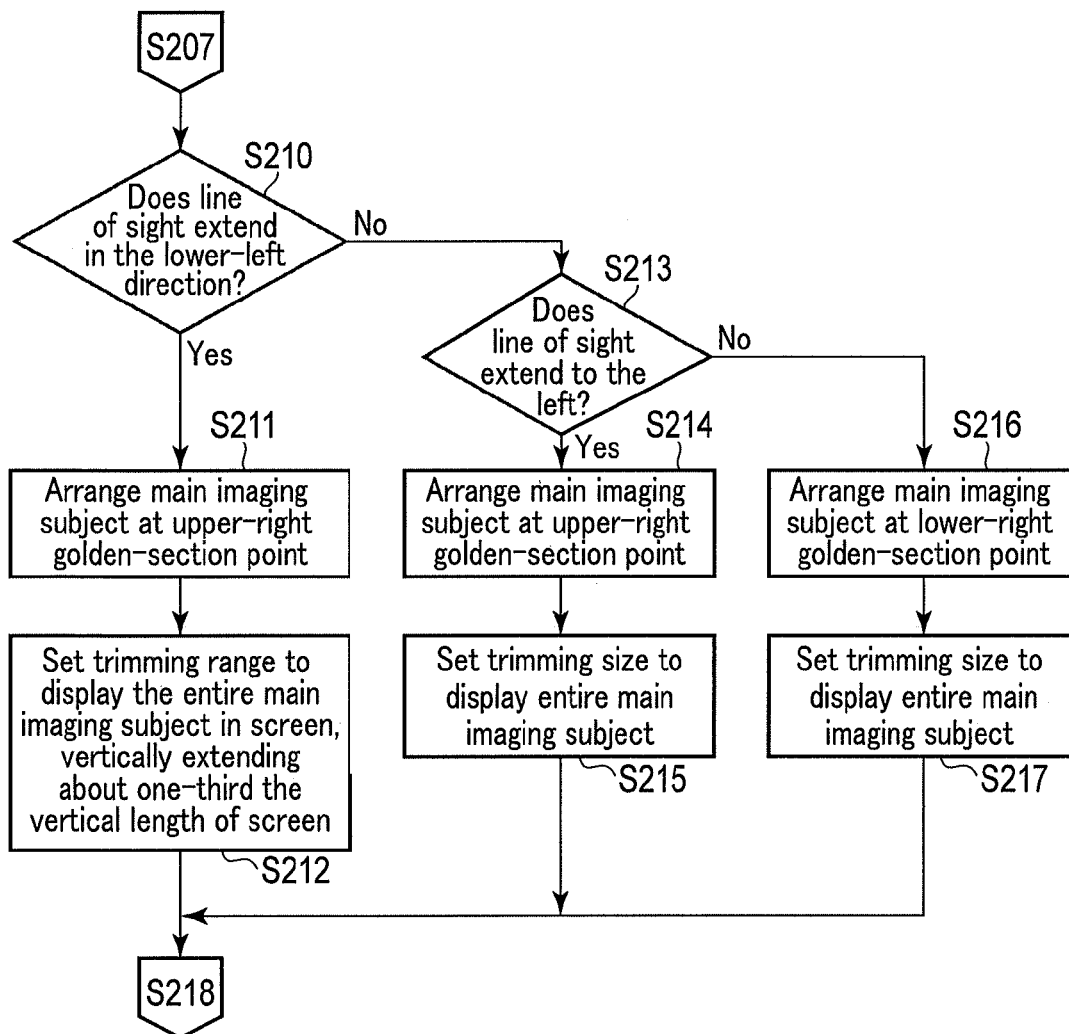 S207
S210
Does line
of sight extend
in the lower-left
direction?
No
Yes
S213
Does
line of sight
extend to the
left?
No
Yes
S211
Arrange main imaging
subject at upper-right
golden-section point
S214
Arrange main imaging
subject at upper-right
golden-section point
S216
Arrange main imaging
subject at lower-right
golden-section point
Set trimming range to
display the entire main
imaging subject in screen,
vertically extending
about one-third the
vertical length of screen
S212
Set trimming size to
display entire main
imaging subject
S215
Set trimming size to
display entire main
imaging subject
S217
S218